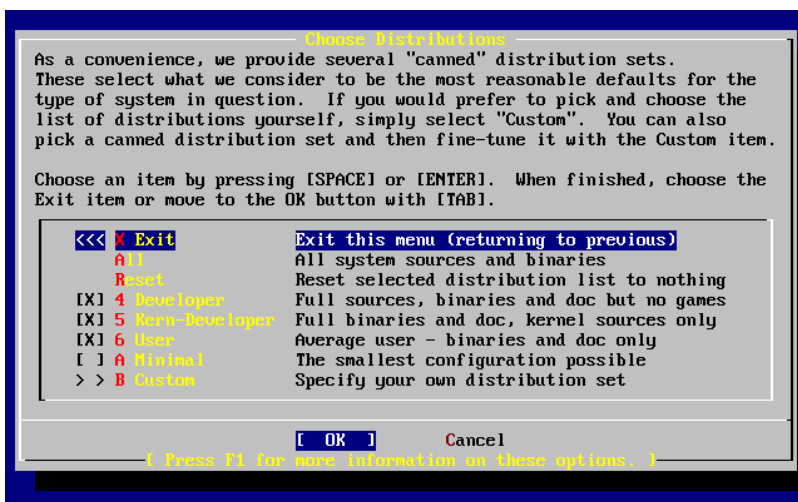 Choose Distributions
As a convenience, we provide several "canned" distribution sets.
These select what we consider to be the most reasonable defaults for the
type of system in question.  If you would prefer to pick and choose the
list of distributions yourself, simply select "Custom".  You can also
pick a canned distribution set and then fine-tune it with the Custom item.
Choose an item by pressing [SPACE] or [ENTER].  When finished, choose the
Exit item or move to the OK button with [TAB].
<<< X Exit Exit this menu (returning to previous)
All All system sources and binaries
Reset Reset selected distribution list to nothing
[X] 4 Developer Full sources, binaries and doc but no games
[X] 5 Kern-Developer Full binaries and doc, kernel sources only
[X] 6 User Average user - binaries and doc only
[ ] A Minimal The smallest configuration possible
> > B Custom Specify your own distribution set
[ OK ] Cancel
[ Press F1 for more information on these options. ]